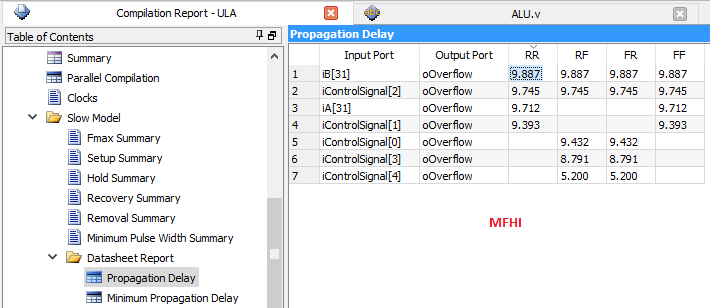 Compilation Report - ULA
ALU.v
Table of Contents
Summary
Parallel Compilation
Clocks
Slow Model
Fmax Summary
Setup Summary
Hold Summary
Recovery Summary
Removal Summary
Minimum Pulse Width Summary
Datasheet Report
Propagation Delay
Minimum Propagation Delay
Propagation Delay
Input Port Output Port RR RF FR FF
1 iB[31] oOverflow 9.887 9.887 9.887 9.887
2 iControlSignal[2] oOverflow 9.745 9.745 9.745 9.745
3 iA[31] oOverflow 9.712 9.712
4 iControlSignal[1] oOverflow 9.393 9.393
5 iControlSignal[0] oOverflow 9.432 9.432
6 iControlSignal[3] oOverflow 8.791 8.791
7 iControlSignal[4] oOverflow 5.200 5.200
MFHI